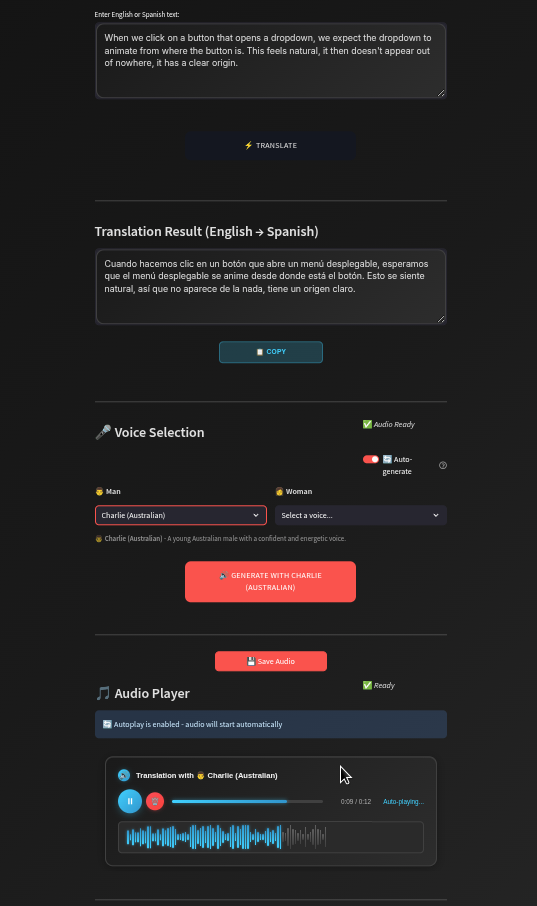 Enter English or Spanish text:
When we click on a button that opens a dropdown, we expect the dropdown to
animate from where the button is. This feels natural, it then doesn't appear out
of nowhere, it has a clear origin.
⚡ TRANSLATE
Translation Result (English → Spanish)
Cuando hacemos clic en un botón que abre un menú desplegable, esperamos
que el menú desplegable se anime desde donde está el botón. Esto se siente
natural, así que no aparece de la nada, tiene un origen claro.
📋 COPY
🎤 Voice Selection
✅ Audio Ready
🔄 Auto-
generate
👨 Man
👩 Woman
Charlie (Australian)
Select a voice...
👨 Charlie (Australian) - A young Australian male with a confident and energetic voice.
🔊 GENERATE WITH CHARLIE
(AUSTRALIAN)
💾 Save Audio
🎵 Audio Player
✅ Ready
🔄 Autoplay is enabled - audio will start automatically
🔊 Translation with 👨 Charlie (Australian)
0:09 / 0:12
Auto-playing...